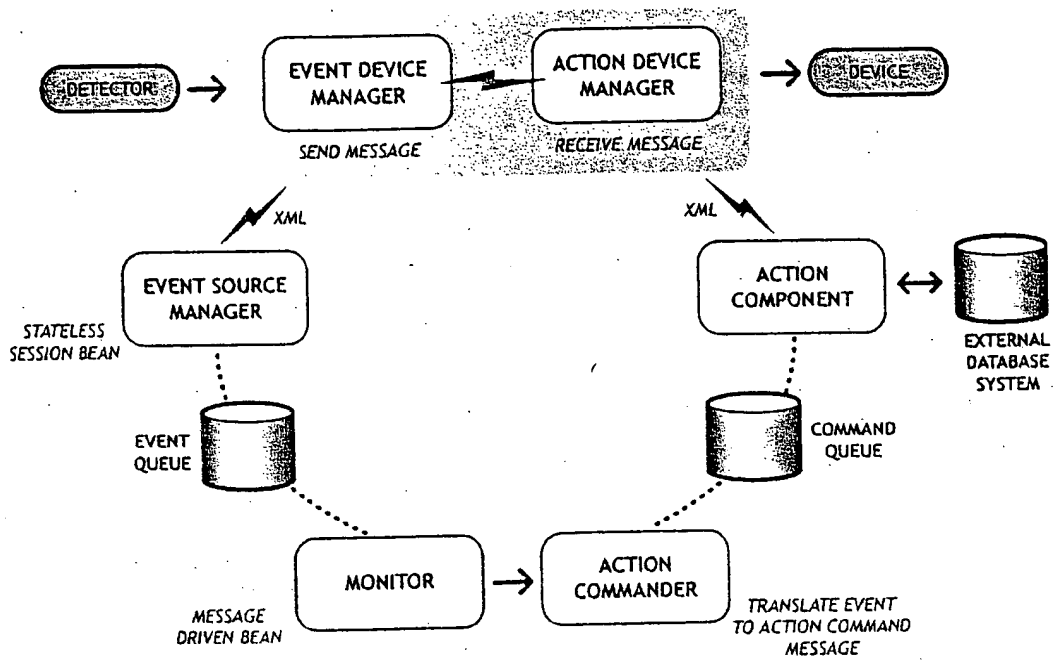 DETECTOR
EVENT DEVICE
MANAGER
ACTION DEVICE
MANAGER
DEVICE
SEND MESSAGE
RECEIVE MESSAGE
XML
XML
EVENT SOURCE
MANAGER
ACTION
COMPONENT
STATELESS
SESSION BEAN
EXTERNAL
DATABASE
SYSTEM
EVENT
QUEUE
COMMAND
QUEUE
MONITOR
ACTION
COMMANDER
MESSAGE
DRIVEN BEAN
TRANSLATE EVENT
TO ACTION COMMAND
MESSAGE